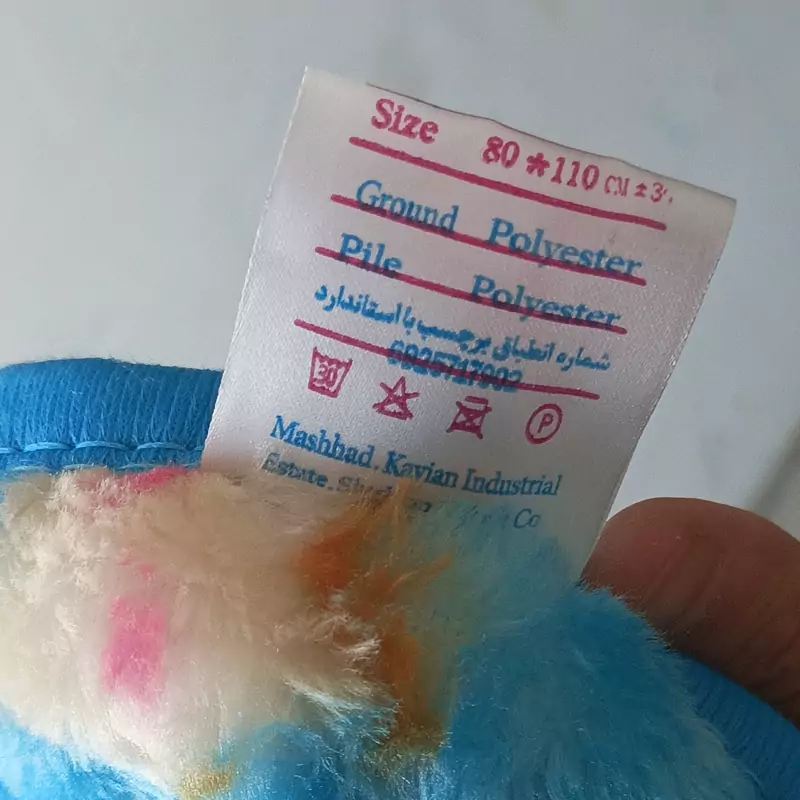 Size 80 * 110 CM ± 3%
Ground Polyester
Pile Polyester
شماره انطباق برچسب با استاندارد
6925717902
30
P
Mashhad. Kavian Industrial
Estate. Co